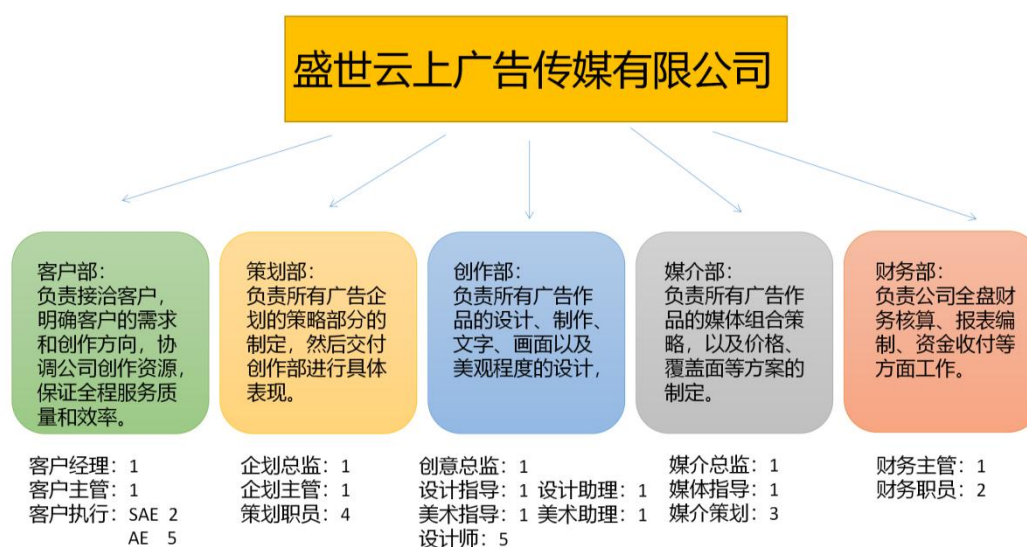 盛世云上广告传媒有限公司
客户部：
负责接洽客户，
明确客户的需求
和创作方向，协
调公司创作资源，
保证全程服务质
量和效率。
客户经理：1
客户主管：1
客户执行：SAE 2
AE 5
策划部：
负责所有广告企
划的策略部分的
制定，然后交付
创作部进行具体
表现。
企划总监：1
企划主管：1
策划职员：4
创作部：
负责所有广告作
品的设计、制作、
文字、画面以及
美观程度的设计，
创意总监：1
设计指导：1 设计助理：1
美术指导：1 美术助理：1
设计师：5
媒介部：
负责所有广告作
品的媒体组合策
略，以及价格、
覆盖面等方案的
制定。
媒介总监：1
媒体指导：1
媒介策划：3
财务部：
负责公司全盘财
务核算、报表编
制、资金收付等
方面工作。
财务主管：1
财务职员：2